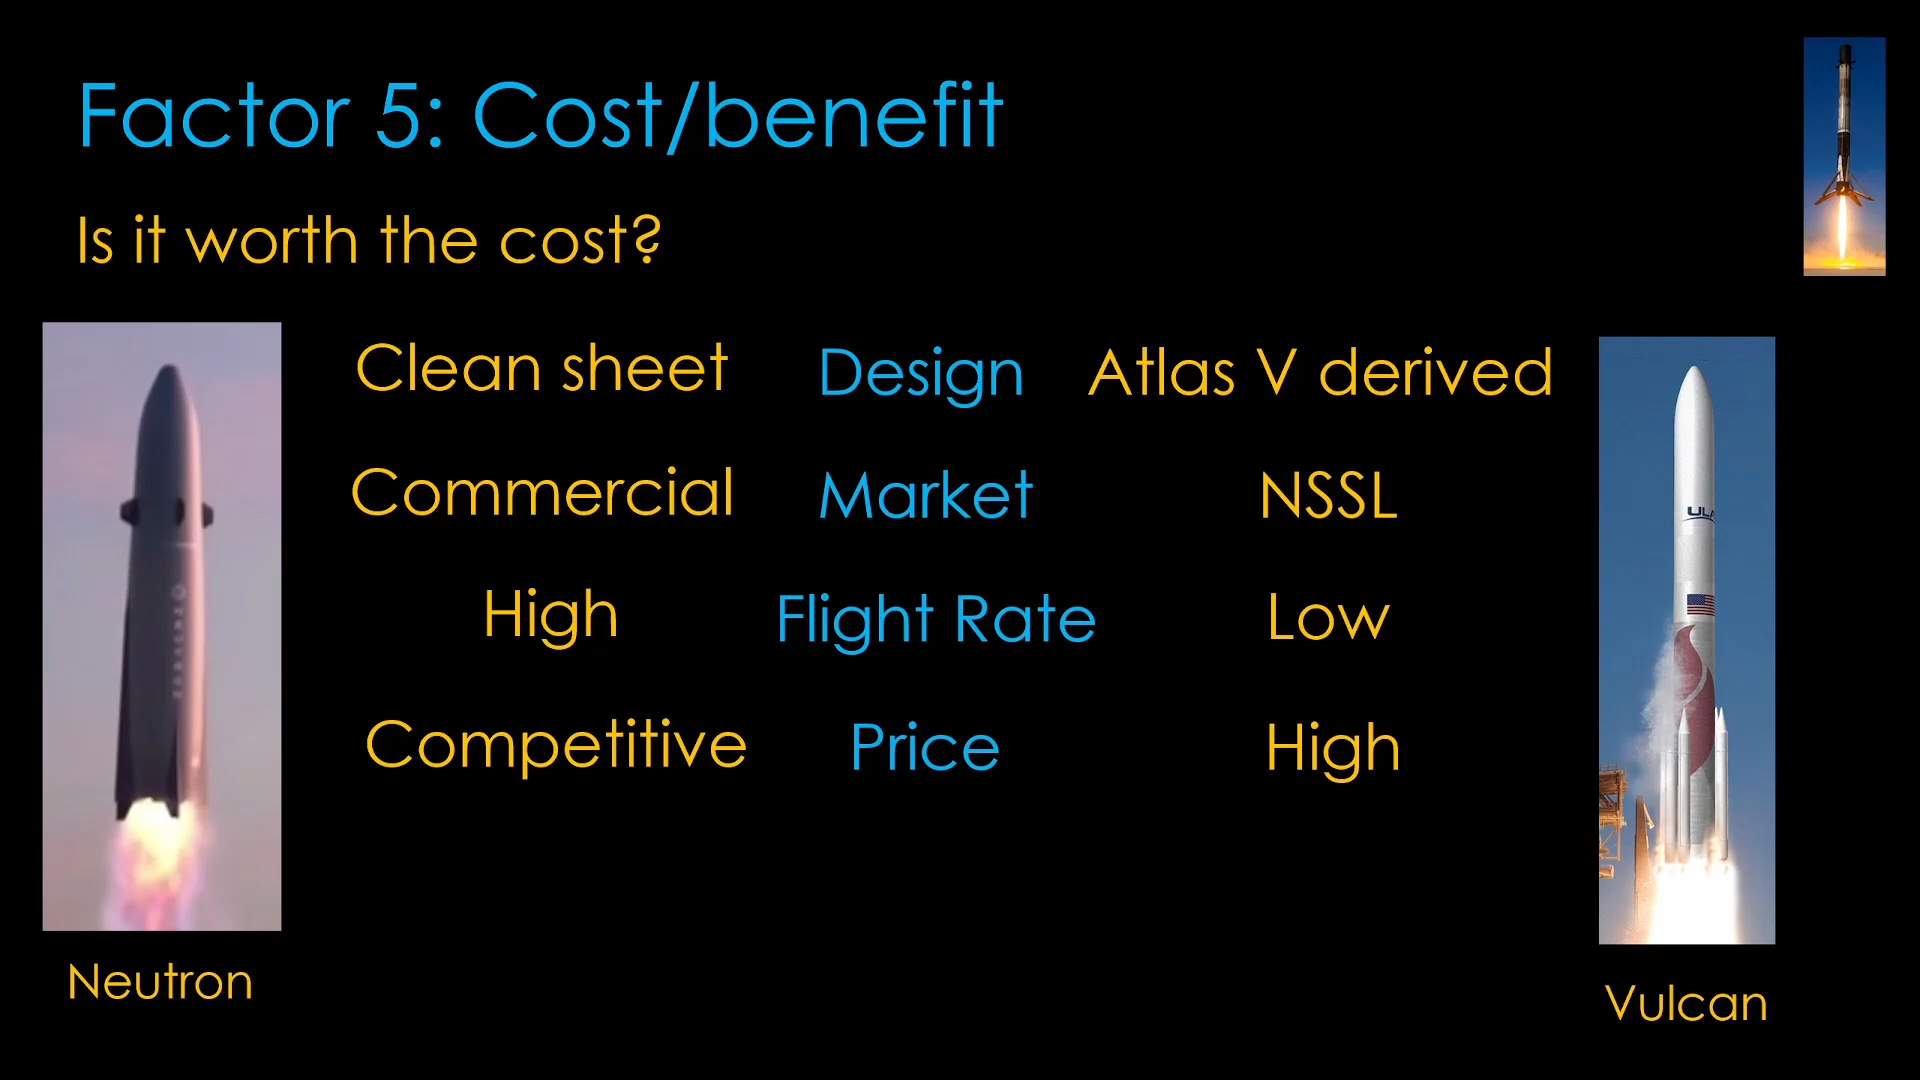 Factor 5: Cost/benefit
Is it worth the cost?
Clean sheet Design Atlas V derived
Commercial Market NSSL
High Flight Rate Low
Competitive Price High
ULA
Neutron
Vulcan